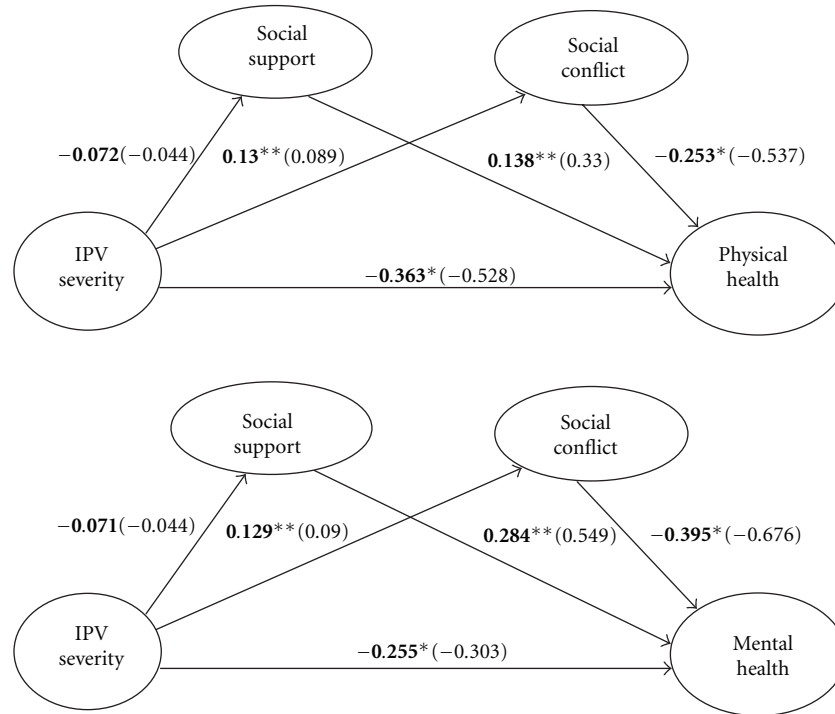 Social
support
Social
conflict
−0.072(−0.044)
0.13**(0.089)
0.138**(0.33)
−0.253*(−0.537)
IPV
severity
Physical
health
−0.363*(−0.528)
Social
support
Social
conflict
−0.071(−0.044)
0.129**(0.09)
0.284**(0.549)
−0.395*(−0.676)
IPV
severity
Mental
health
−0.255*(−0.303)